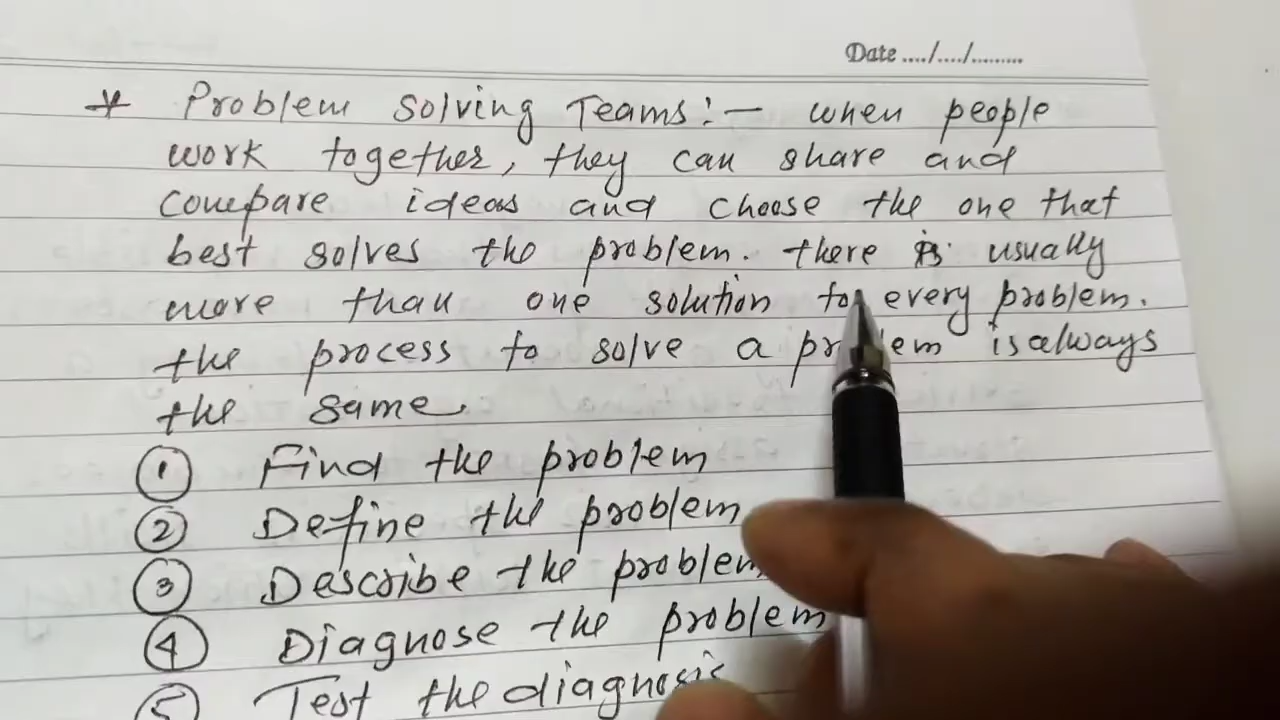 Date ..../..../.........
* Problem Solving Teams:- when people
work together, they can share and
compare ideas and choose the one that
best solves the problem. there is usually
more than one solution to every problem.
the process to solve a problem is always
the same.
① Find the problem
② Define the problem
③ Describe the problem
④ Diagnose the problem
⑤ Test the diagnosis